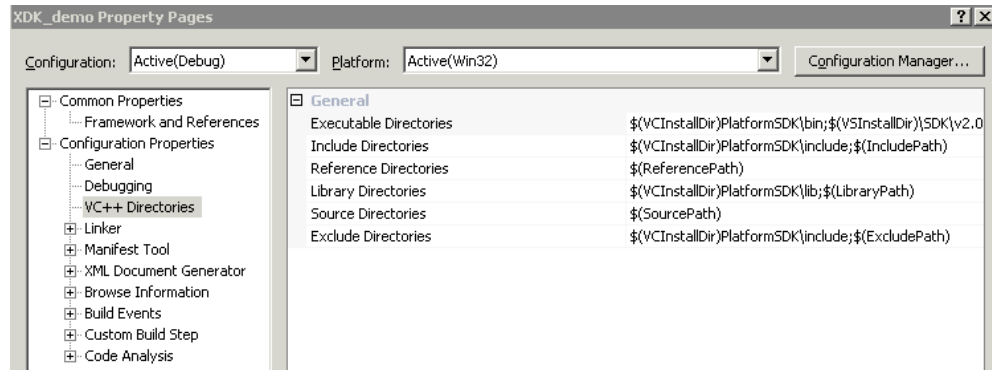 XDK_demo Property Pages
Configuration: Active(Debug) Platform: Active(Win32) Configuration Manager...
Common Properties
Framework and References
Configuration Properties
General
Debugging
VC++ Directories
Linker
Manifest Tool
XML Document Generator
Browse Information
Build Events
Custom Build Step
Code Analysis
General
Executable Directories $(VCInstallDir)PlatformSDK\bin;$(VSInstallDir)\SDK\v2.0
Include Directories $(VCInstallDir)PlatformSDK\include;$(IncludePath)
Reference Directories $(ReferencePath)
Library Directories $(VCInstallDir)PlatformSDK\lib;$(LibraryPath)
Source Directories $(SourcePath)
Exclude Directories $(VCInstallDir)PlatformSDK\include;$(ExcludePath)